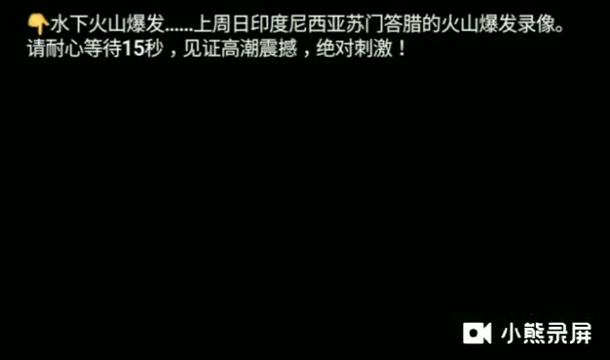 👇水下火山爆发......上周日印度尼西亚苏门答腊的火山爆发录像。
请耐心等待15秒，见证高潮震撼，绝对刺激！
小熊录屏